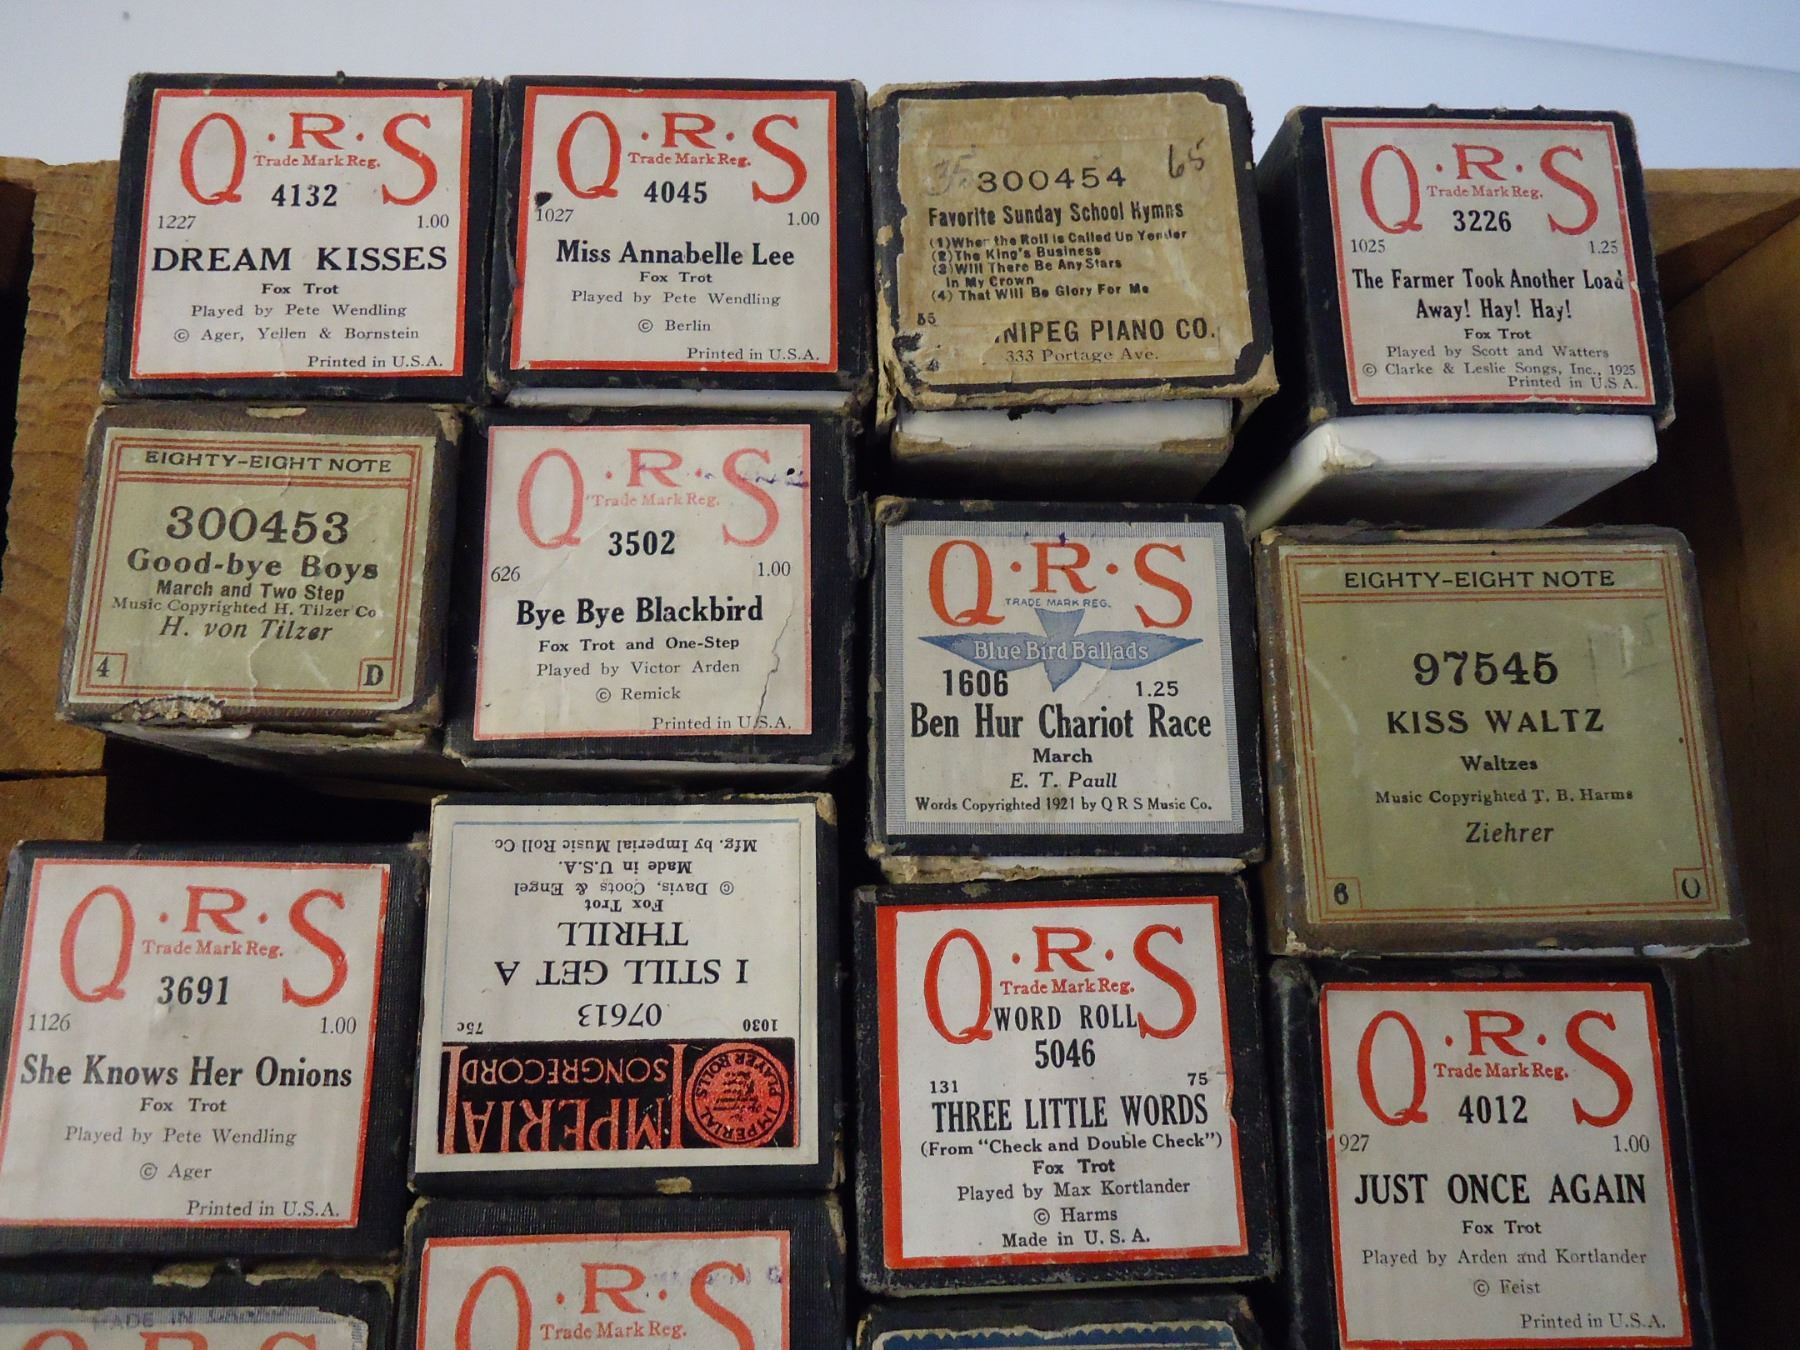 Q·R·S
Trade Mark Reg.
4132
1227 1.00
DREAM KISSES
Fox Trot
Played by Pete Wendling
© Ager, Yellen & Bornstein
Printed in U.S.A.
Q·R·S
Trade Mark Reg.
4045
1027 1.00
Miss Annabelle Lee
Fox Trot
Played by Pete Wendling
© Berlin
Printed in U.S.A.
35 300454 65
Favorite Sunday School Hymns
(1) When the Roll is Called Up Yonder
(2) The King's Business
(3) Will There Be Any Stars
in My Crown
(4) That Will Be Glory For Me
NIPEG PIANO CO.
333 Portage Ave.
Q·R·S
Trade Mark Reg.
3226
1025 1.25
The Farmer Took Another Load
Away! Hay! Hay!
Fox Trot
Played by Scott and Watters
© Clarke & Leslie Songs, Inc., 1925
Printed in U.S.A.
EIGHTY-EIGHT NOTE
300453
Good-bye Boys
March and Two Step
Music Copyrighted H. Tilzer Co
H. von Tilzer
4 D
Q·R·S
Trade Mark Reg.
3502
626 1.00
Bye Bye Blackbird
Fox Trot and One-Step
Played by Victor Arden
© Remick
Printed in U.S.A.
Q·R·S
TRADE MARK REG.
Blue Bird Ballads
1606 1.25
Ben Hur Chariot Race
March
E. T. Paull
Words Copyrighted 1921 by Q R S Music Co.
EIGHTY-EIGHT NOTE
97545
KISS WALTZ
Waltzes
Music Copyrighted T. B. Harms
Ziehrer
6 O
Q·R·S
Trade Mark Reg.
3691
1126 1.00
She Knows Her Onions
Fox Trot
Played by Pete Wendling
© Ager
Printed in U.S.A.
IMPERIAL
SONGRECORD
IMPERIAL PLAYER ROLLS
1030 75c
07613
I STILL GET A
THRILL
Fox Trot
© Davis, Coots & Engel
Made in U.S.A.
Mfg. by Imperial Music Roll Co.
Q·R·S
Trade Mark Reg.
WORD ROLL
5046
131 75
THREE LITTLE WORDS
(From "Check and Double Check")
Fox Trot
Played by Max Kortlander
© Harms
Made in U. S. A.
Q·R·S
Trade Mark Reg.
4012
927 1.00
JUST ONCE AGAIN
Fox Trot
Played by Arden and Kortlander
© Feist
Printed in U.S.A.
MADE IN
Q R S
Q·R·S
Trade Mark Reg.